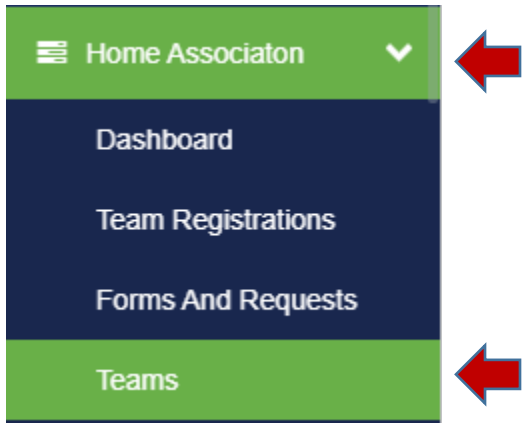 Home Associaton
Dashboard
Team Registrations
Forms And Requests
Teams